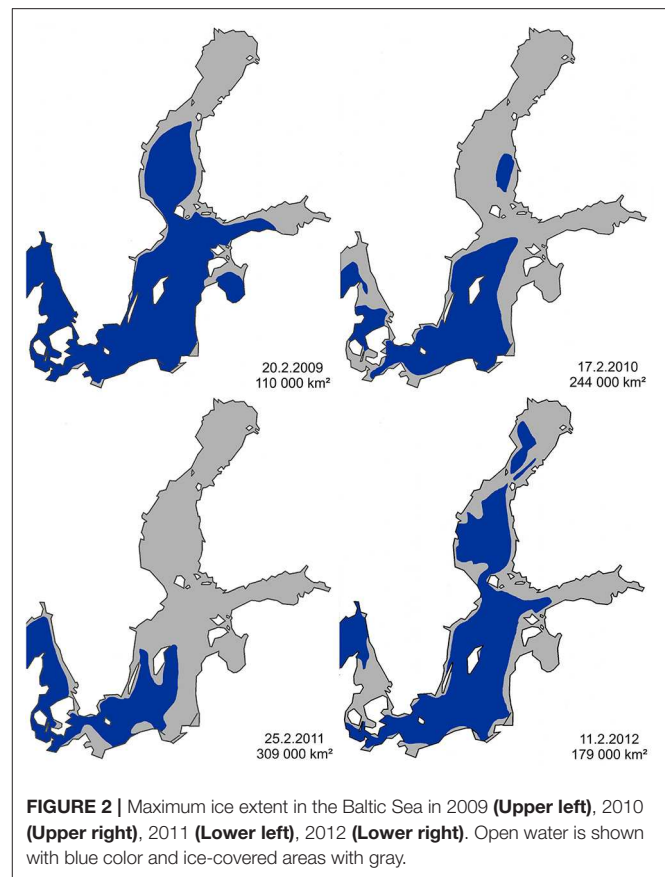 20.2.2009
110 000 km²
17.2.2010
244 000 km²
25.2.2011
309 000 km²
11.2.2012
179 000 km²
FIGURE 2 | Maximum ice extent in the Baltic Sea in 2009 (Upper left), 2010
(Upper right), 2011 (Lower left), 2012 (Lower right). Open water is shown
with blue color and ice-covered areas with gray.